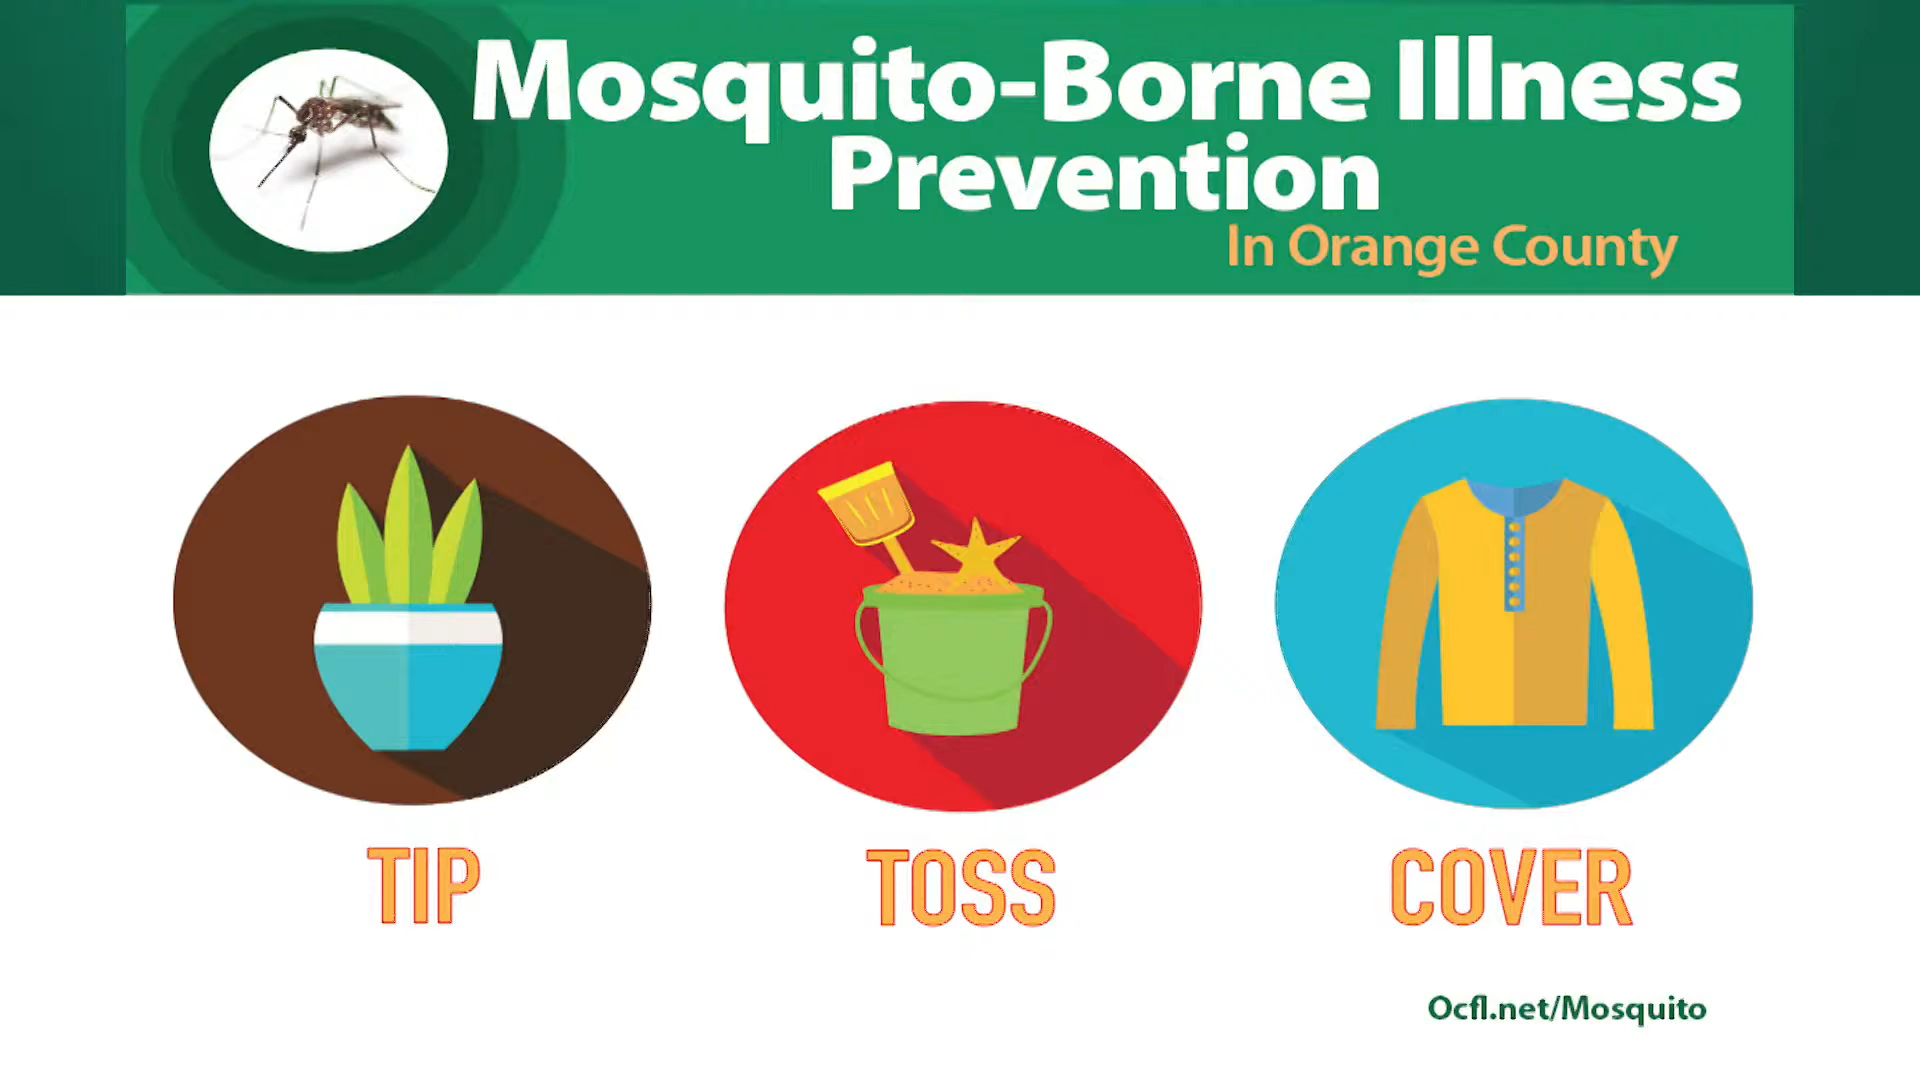 Mosquito-Borne Illness
Prevention
In Orange County
TIP
TOSS
COVER
Ocfl.net/Mosquito